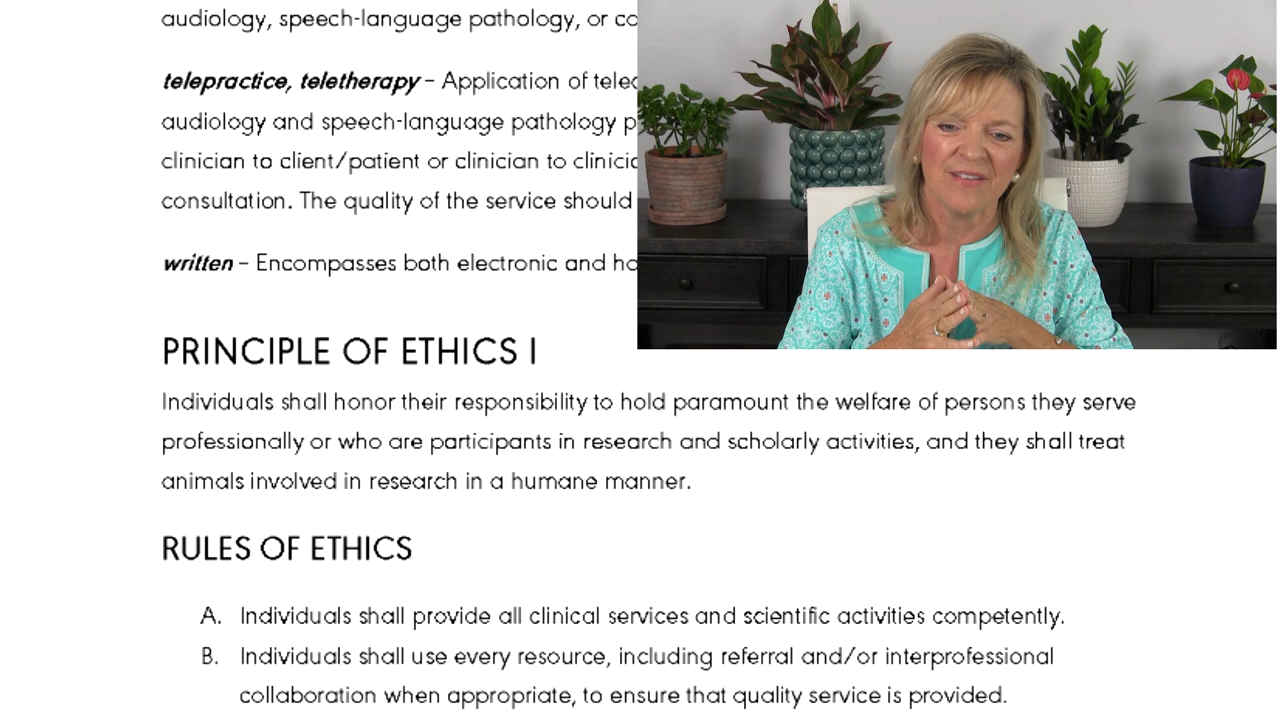 audiology, speech-language pathology, or co
telepractice, teletherapy – Application of tele
audiology and speech-language pathology p
clinician to client/patient or clinician to clinici
consultation. The quality of the service should
written – Encompasses both electronic and ha
PRINCIPLE OF ETHICS I
Individuals shall honor their responsibility to hold paramount the welfare of persons they serve
professionally or who are participants in research and scholarly activities, and they shall treat
animals involved in research in a humane manner.
RULES OF ETHICS
A. Individuals shall provide all clinical services and scientific activities competently.
B. Individuals shall use every resource, including referral and/or interprofessional
collaboration when appropriate, to ensure that quality service is provided.